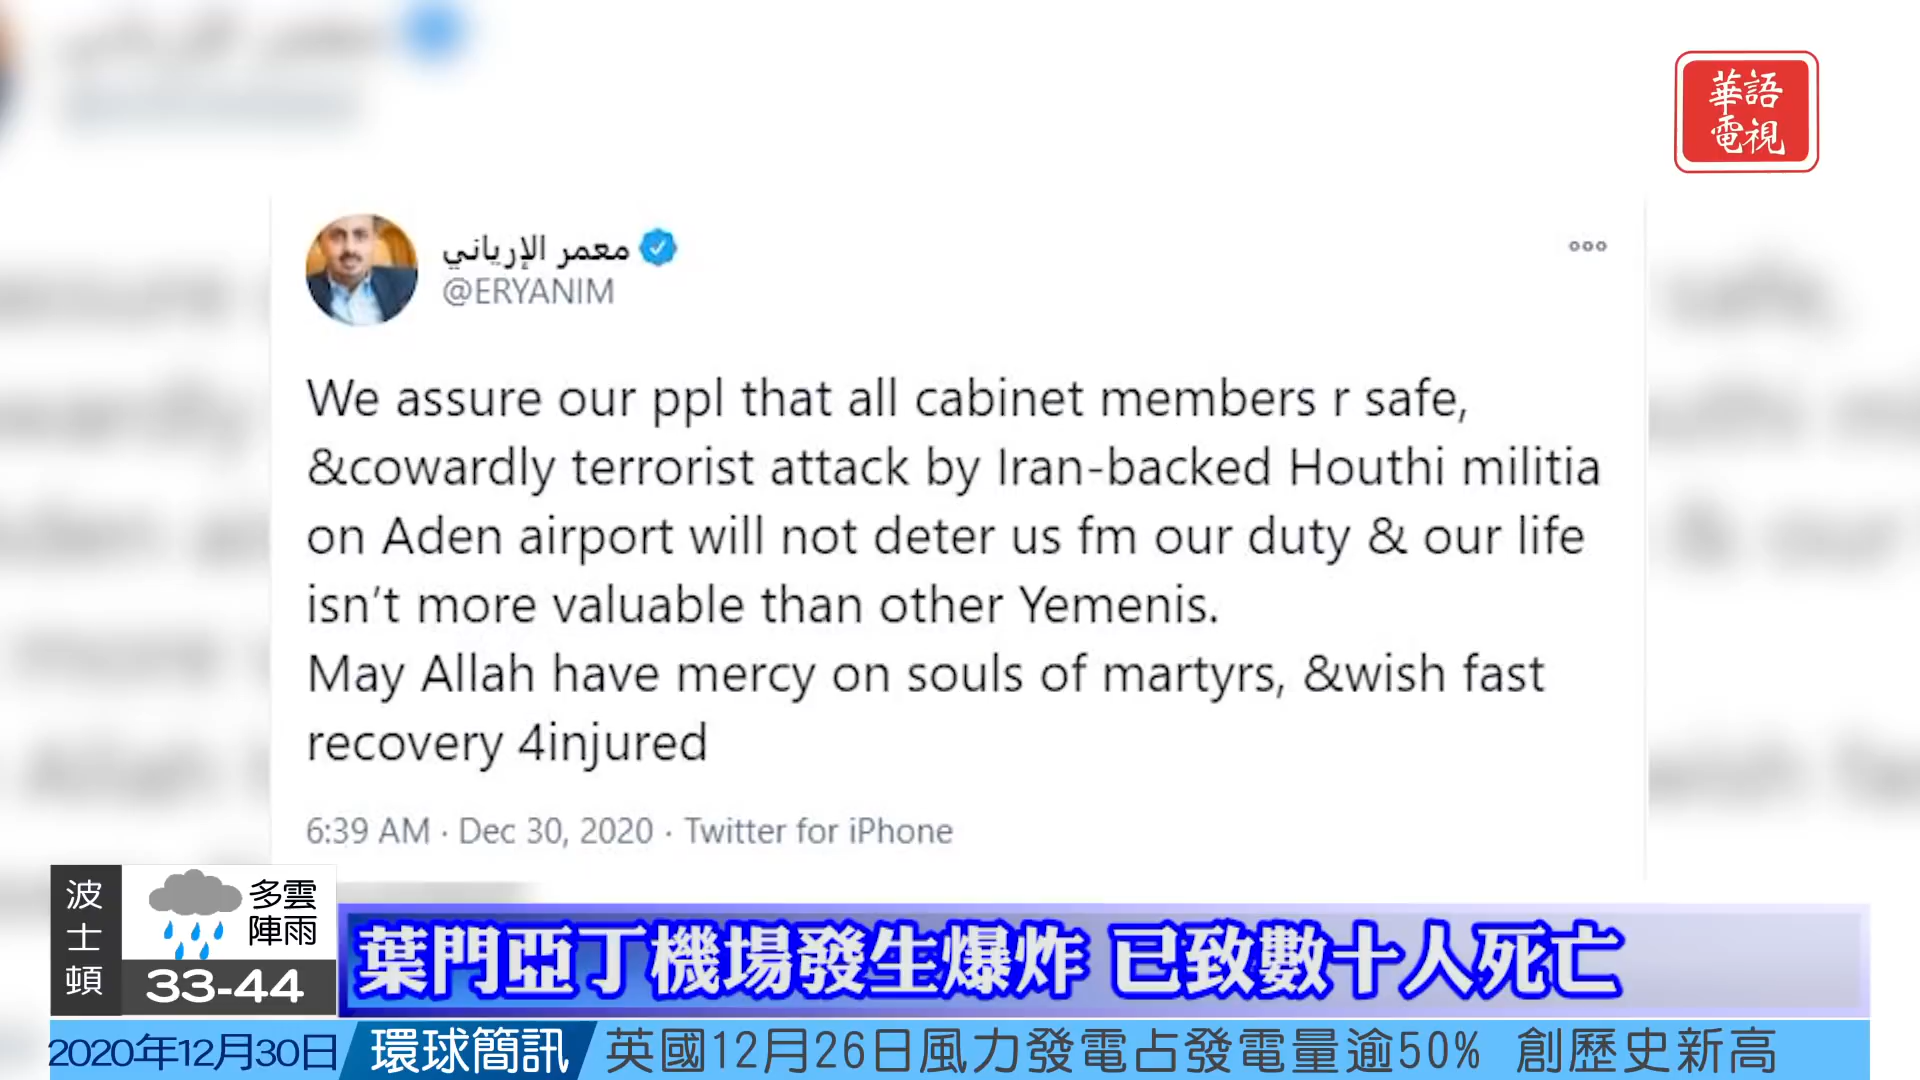 華語
電視
معمر الإرياني
@ERYANIM
We assure our ppl that all cabinet members r safe,
&cowardly terrorist attack by Iran-backed Houthi militia
on Aden airport will not deter us fm our duty & our life
isn't more valuable than other Yemenis.
May Allah have mercy on souls of martyrs, &wish fast
recovery 4injured
6:39 AM · Dec 30, 2020 · Twitter for iPhone
波士頓
多雲
陣雨
33-44
葉門亞丁機場發生爆炸 已致數十人死亡
2020年12月30日
環球簡訊
英國12月26日風力發電占發電量逾50% 創歷史新高